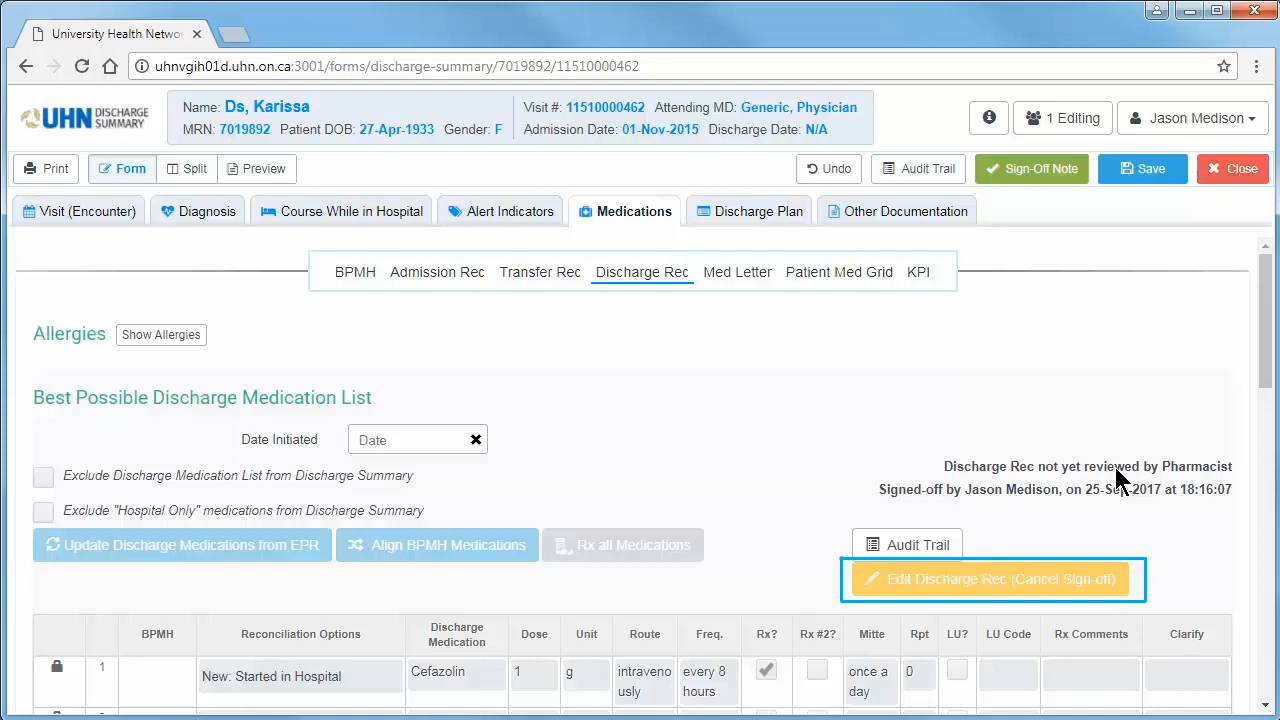 University Health Netwo
uhnvgih01d.uhn.on.ca:3001/forms/discharge-summary/7019892/11510000462
UHN DISCHARGE SUMMARY
Name: Ds, Karissa
MRN: 7019892 Patient DOB: 27-Apr-1933 Gender: F
Visit #: 11510000462 Attending MD: Generic, Physician
Admission Date: 01-Nov-2015 Discharge Date: N/A
1 Editing
Jason Medison
Print Form Split Preview Undo Audit Trail Sign-Off Note Save Close
Visit (Encounter) Diagnosis Course While in Hospital Alert Indicators Medications Discharge Plan Other Documentation
BPMH Admission Rec Transfer Rec Discharge Rec Med Letter Patient Med Grid KPI
Allergies Show Allergies
Best Possible Discharge Medication List
Date Initiated Date
Exclude Discharge Medication List from Discharge Summary
Exclude "Hospital Only" medications from Discharge Summary
Discharge Rec not yet reviewed by Pharmacist
Signed-off by Jason Medison, on 25-Sep-2017 at 18:16:07
Update Discharge Medications from EPR Align BPMH Medications Rx all Medications Audit Trail
Edit Discharge Rec (Cancel Sign-off)
BPMH Reconciliation Options Discharge Medication Dose Unit Route Freq. Rx? Rx #2? Mitte Rpt LU? LU Code Rx Comments Clarify
1 New: Started in Hospital Cefazolin 1 g intravenously every 8 hours once a day 0